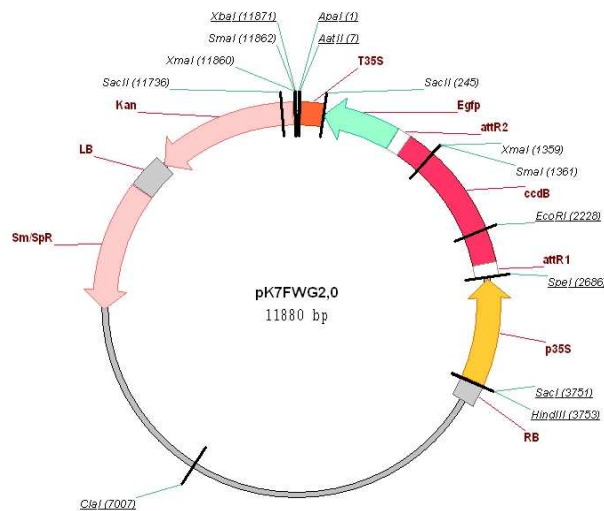 XbaI (11871)
ApaI (1)
SmaI (11862)
AatII (7)
XmaI (11860)
T35S
SacII (11736)
SacII (245)
Kan
Egfp
attR2
LB
XmaI (1359)
SmaI (1361)
ccdB
EcoRI (2228)
Sm/SpR
attR1
SpeI (2686)
pK7FWG2,0
11880 bp
p35S
SacI (3751)
HindIII (3753)
RB
ClaI (7007)